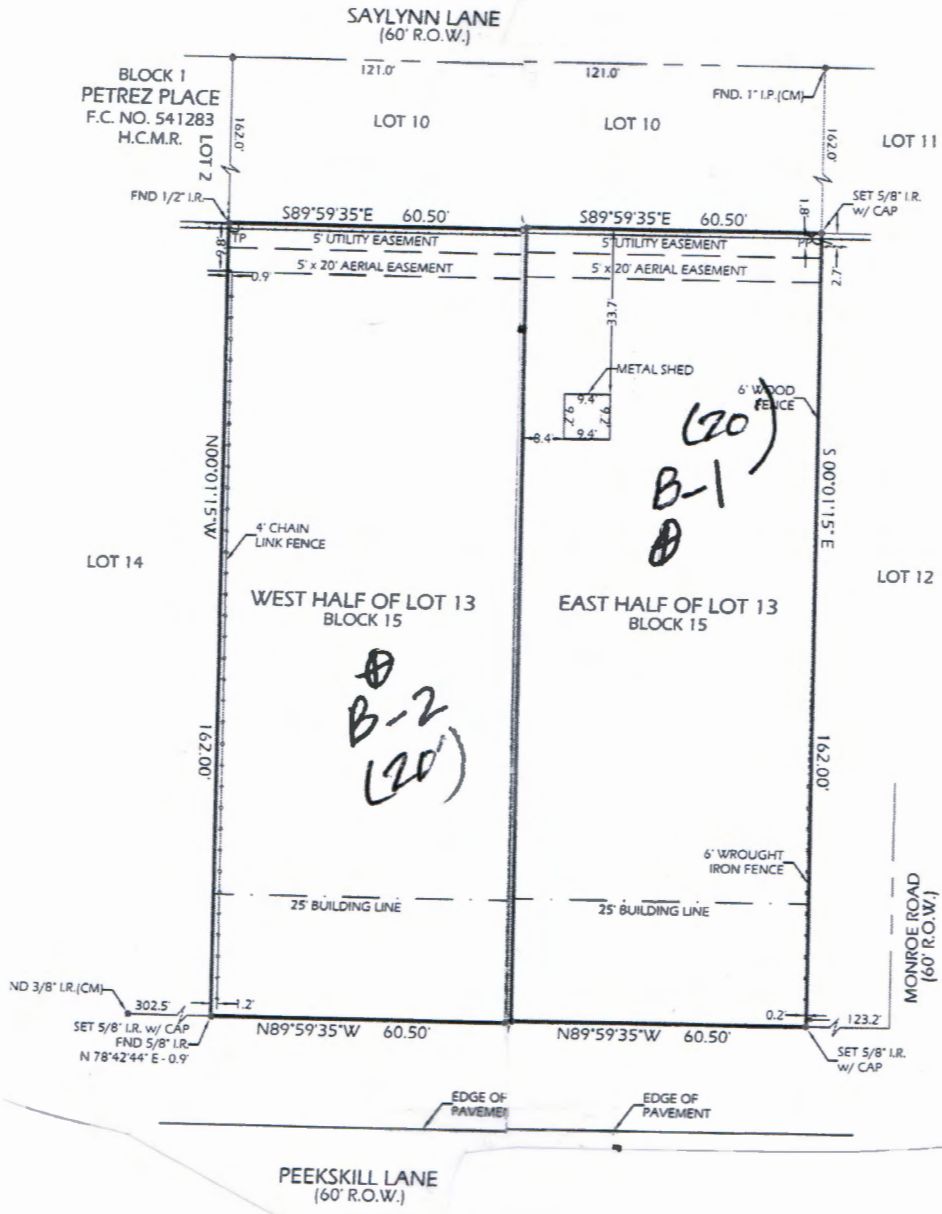 SAYLYNN LANE
(60' R.O.W.)
121.0'
121.0'
BLOCK 1
PETREZ PLACE
F.C. NO. 541283
H.C.M.R.
LOT 2
162.0'
LOT 10
LOT 10
FND. 1" I.P.(CM)
162.0'
LOT 11
FND 1/2" I.R.
S89°59'35"E 60.50'
S89°59'35"E 60.50'
1.8'
SET 5/8" I.R.
w/ CAP
TP
5' UTILITY EASEMENT
5' UTILITY EASEMENT
PP
9.8'
5' x 20' AERIAL EASEMENT
5' x 20' AERIAL EASEMENT
0.9'
2.7'
33.7'
METAL SHED
9.4'
9.2'
9.2'
9.4'
8.4'
6' WOOD
FENCE
(20')
B-1
N00°01'15"W
S 00°01'15" E
4' CHAIN
LINK FENCE
LOT 14
LOT 12
WEST HALF OF LOT 13
BLOCK 15
EAST HALF OF LOT 13
BLOCK 15
B-2
(20')
162.00'
162.00'
6' WROUGHT
IRON FENCE
MONROE ROAD
(60' R.O.W.)
25' BUILDING LINE
25' BUILDING LINE
ND 3/8" I.R.(CM)
302.5'
1.2'
0.2'
123.2'
SET 5/8" I.R. w/ CAP
FND 5/8" I.R.
N 78°42'44" E - 0.9'
N89°59'35"W 60.50'
N89°59'35"W 60.50'
SET 5/8" I.R.
w/ CAP
EDGE OF
PAVEME
EDGE OF
PAVEMENT
PEEKSKILL LANE
(60' R.O.W.)